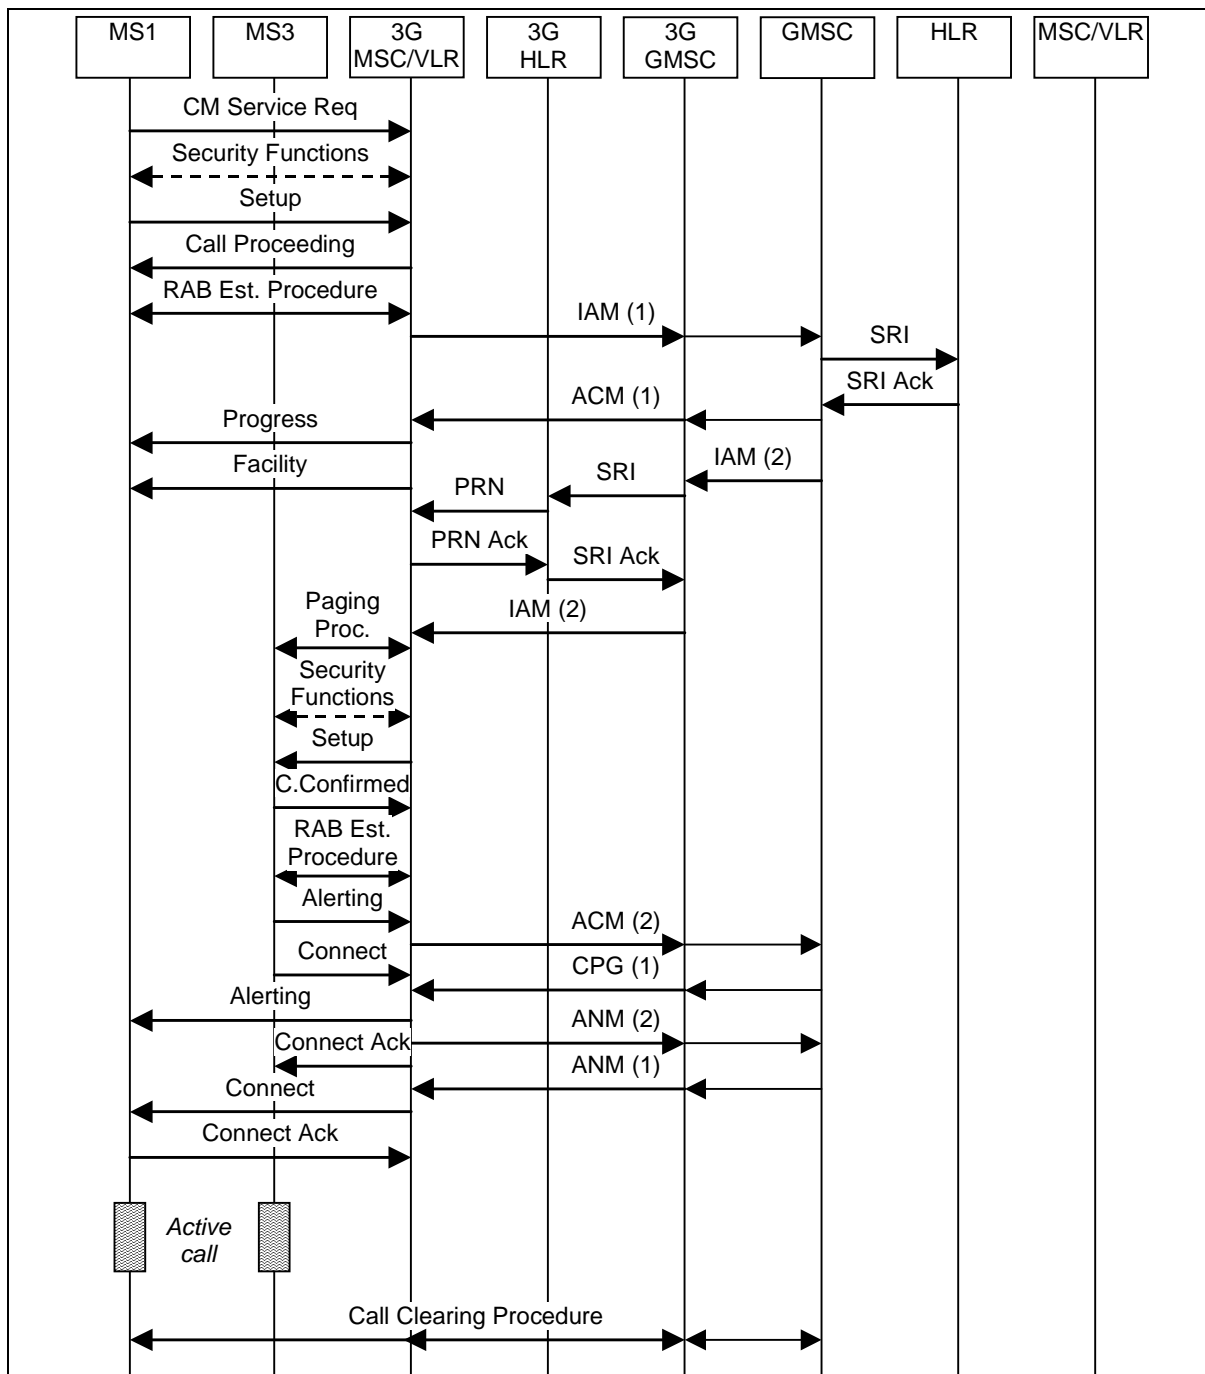 MS1 MS3 3G 3G 3G GMSC HLR MSC/VLR
MSC/VLR HLR GMSC
CM Service Req
Security Functions
Setup
Call Proceeding
RAB Est. Procedure
IAM (1)
SRI
SRI Ack
ACM (1)
Progress
Facility
IAM (2)
SRI
PRN
PRN Ack
SRI Ack
Paging
Proc.
IAM (2)
Security
Functions
Setup
C.Confirmed
RAB Est.
Procedure
Alerting
ACM (2)
Connect
CPG (1)
Alerting
ANM (2)
Connect Ack
ANM (1)
Connect
Connect Ack
Active
call
Call Clearing Procedure